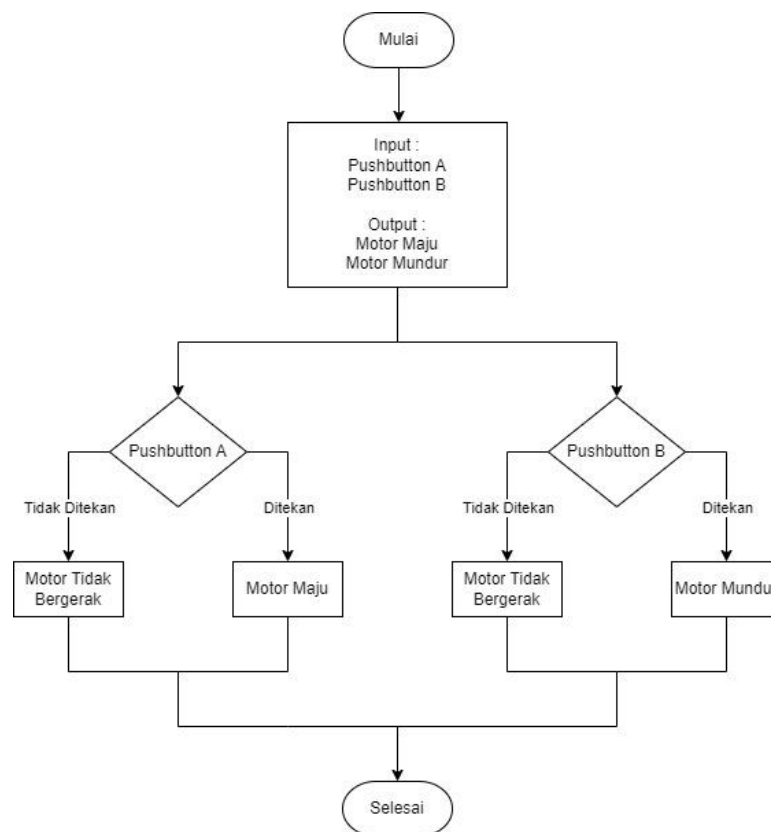 Mulai
Input :
Pushbutton A
Pushbutton B
Output :
Motor Maju
Motor Mundur
Pushbutton A
Pushbutton B
Tidak Ditekan
Ditekan
Tidak Ditekan
Ditekan
Motor Tidak
Bergerak
Motor Maju
Motor Tidak
Bergerak
Motor Mundu
Selesai